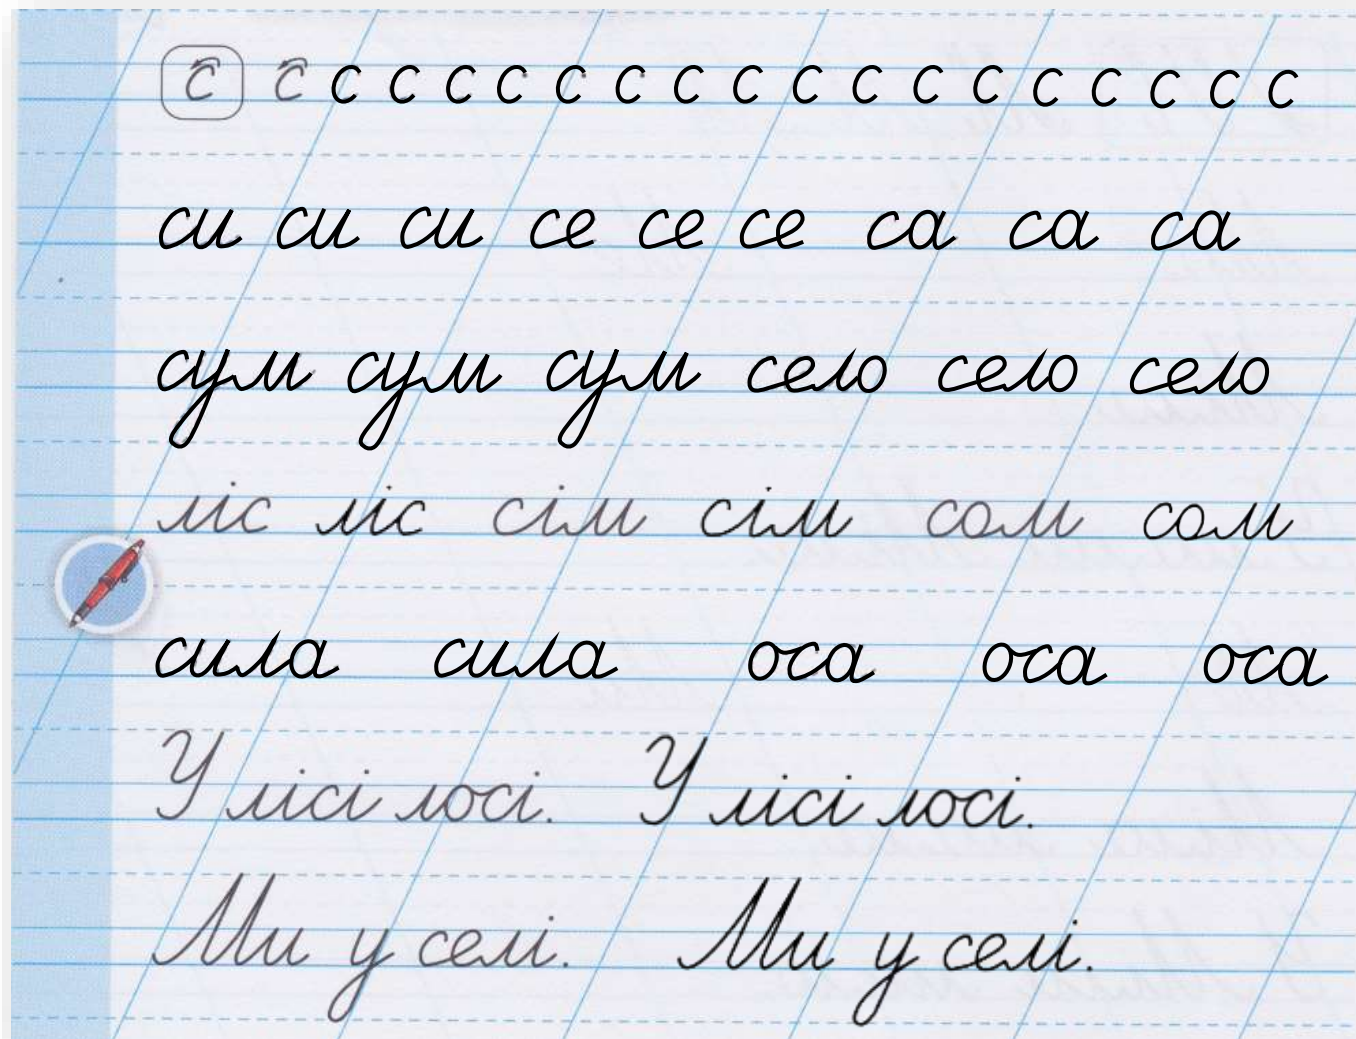 с с с с с с с с с с с с с с с с с с с
си си си се се се са са са
сум сум сум село село село
ліс ліс сім сім сом сом
сила сила оса оса оса
У лісі лосі. У лісі лосі.
Ми у селі. Ми у селі.